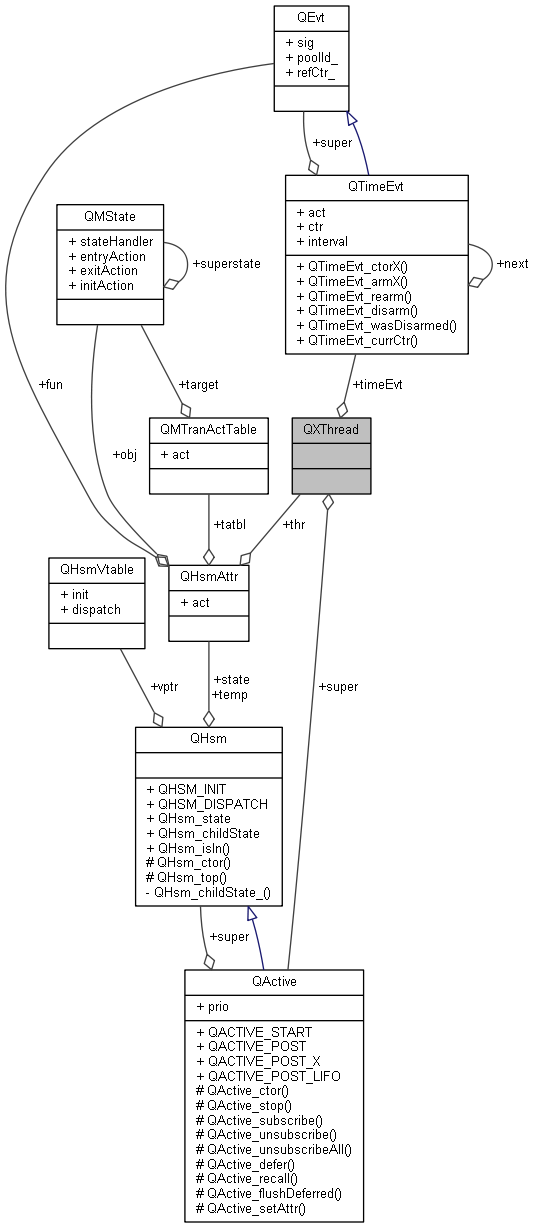 QEvt
+ sig
+ poolId_
+ refCtr_
+super
QTimeEvt
+ act
+ ctr
+ interval
+ QTimeEvt_ctorX()
+ QTimeEvt_armX()
+ QTimeEvt_rearm()
+ QTimeEvt_disarm()
+ QTimeEvt_wasDisarmed()
+ QTimeEvt_currCtr()
+next
QMState
+ stateHandler
+ entryAction
+ exitAction
+ initAction
+superstate
+fun
+target
+timeEvt
+obj
QMTranActTable
+ act
QXThread
+tatbl
+thr
QHsmVtable
+ init
+ dispatch
QHsmAttr
+ act
+vptr
+state
+temp
+super
QHsm
+ QHSM_INIT
+ QHSM_DISPATCH
+ QHsm_state
+ QHsm_childState
+ QHsm_isIn()
# QHsm_ctor()
# QHsm_top()
- QHsm_childState_()
+super
QActive
+ prio
+ QACTIVE_START
+ QACTIVE_POST
+ QACTIVE_POST_X
+ QACTIVE_POST_LIFO
# QActive_ctor()
# QActive_stop()
# QActive_subscribe()
# QActive_unsubscribe()
# QActive_unsubscribeAll()
# QActive_defer()
# QActive_recall()
# QActive_flushDeferred()
# QActive_setAttr()